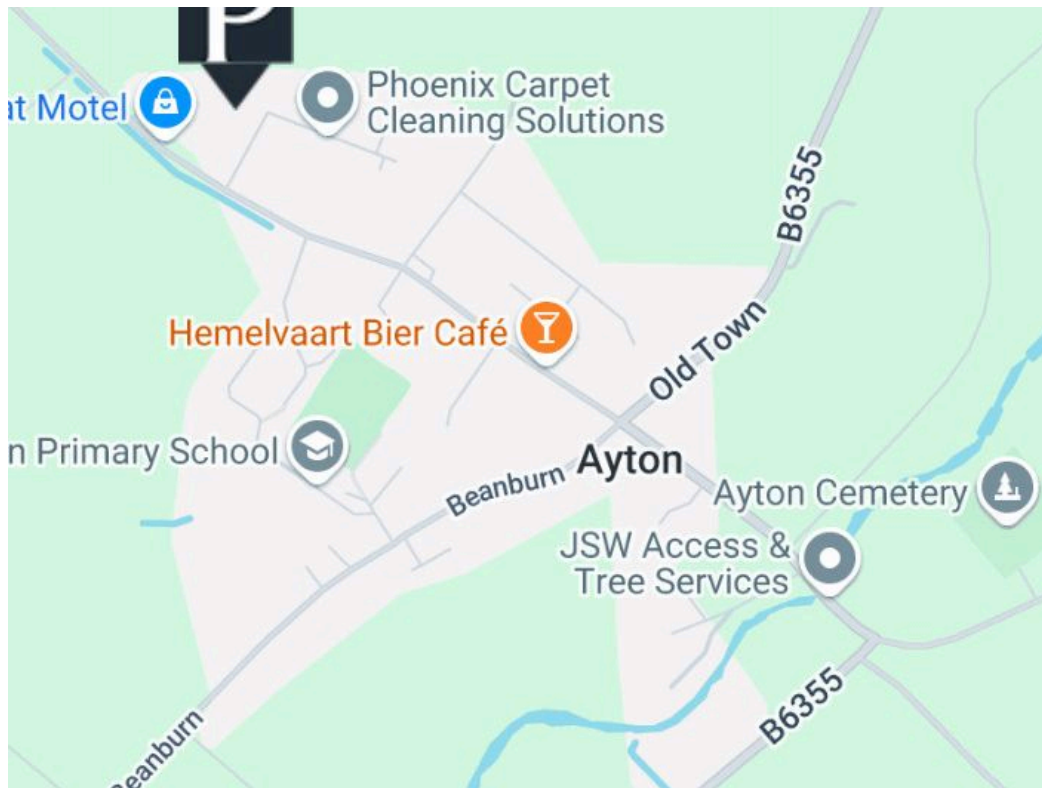 P
at Motel
Phoenix Carpet
Cleaning Solutions
B6355
Hemelvaart Bier Café
Old Town
n Primary School
Beanburn
Ayton
Ayton Cemetery
JSW Access &
Tree Services
B6355
Beanburn